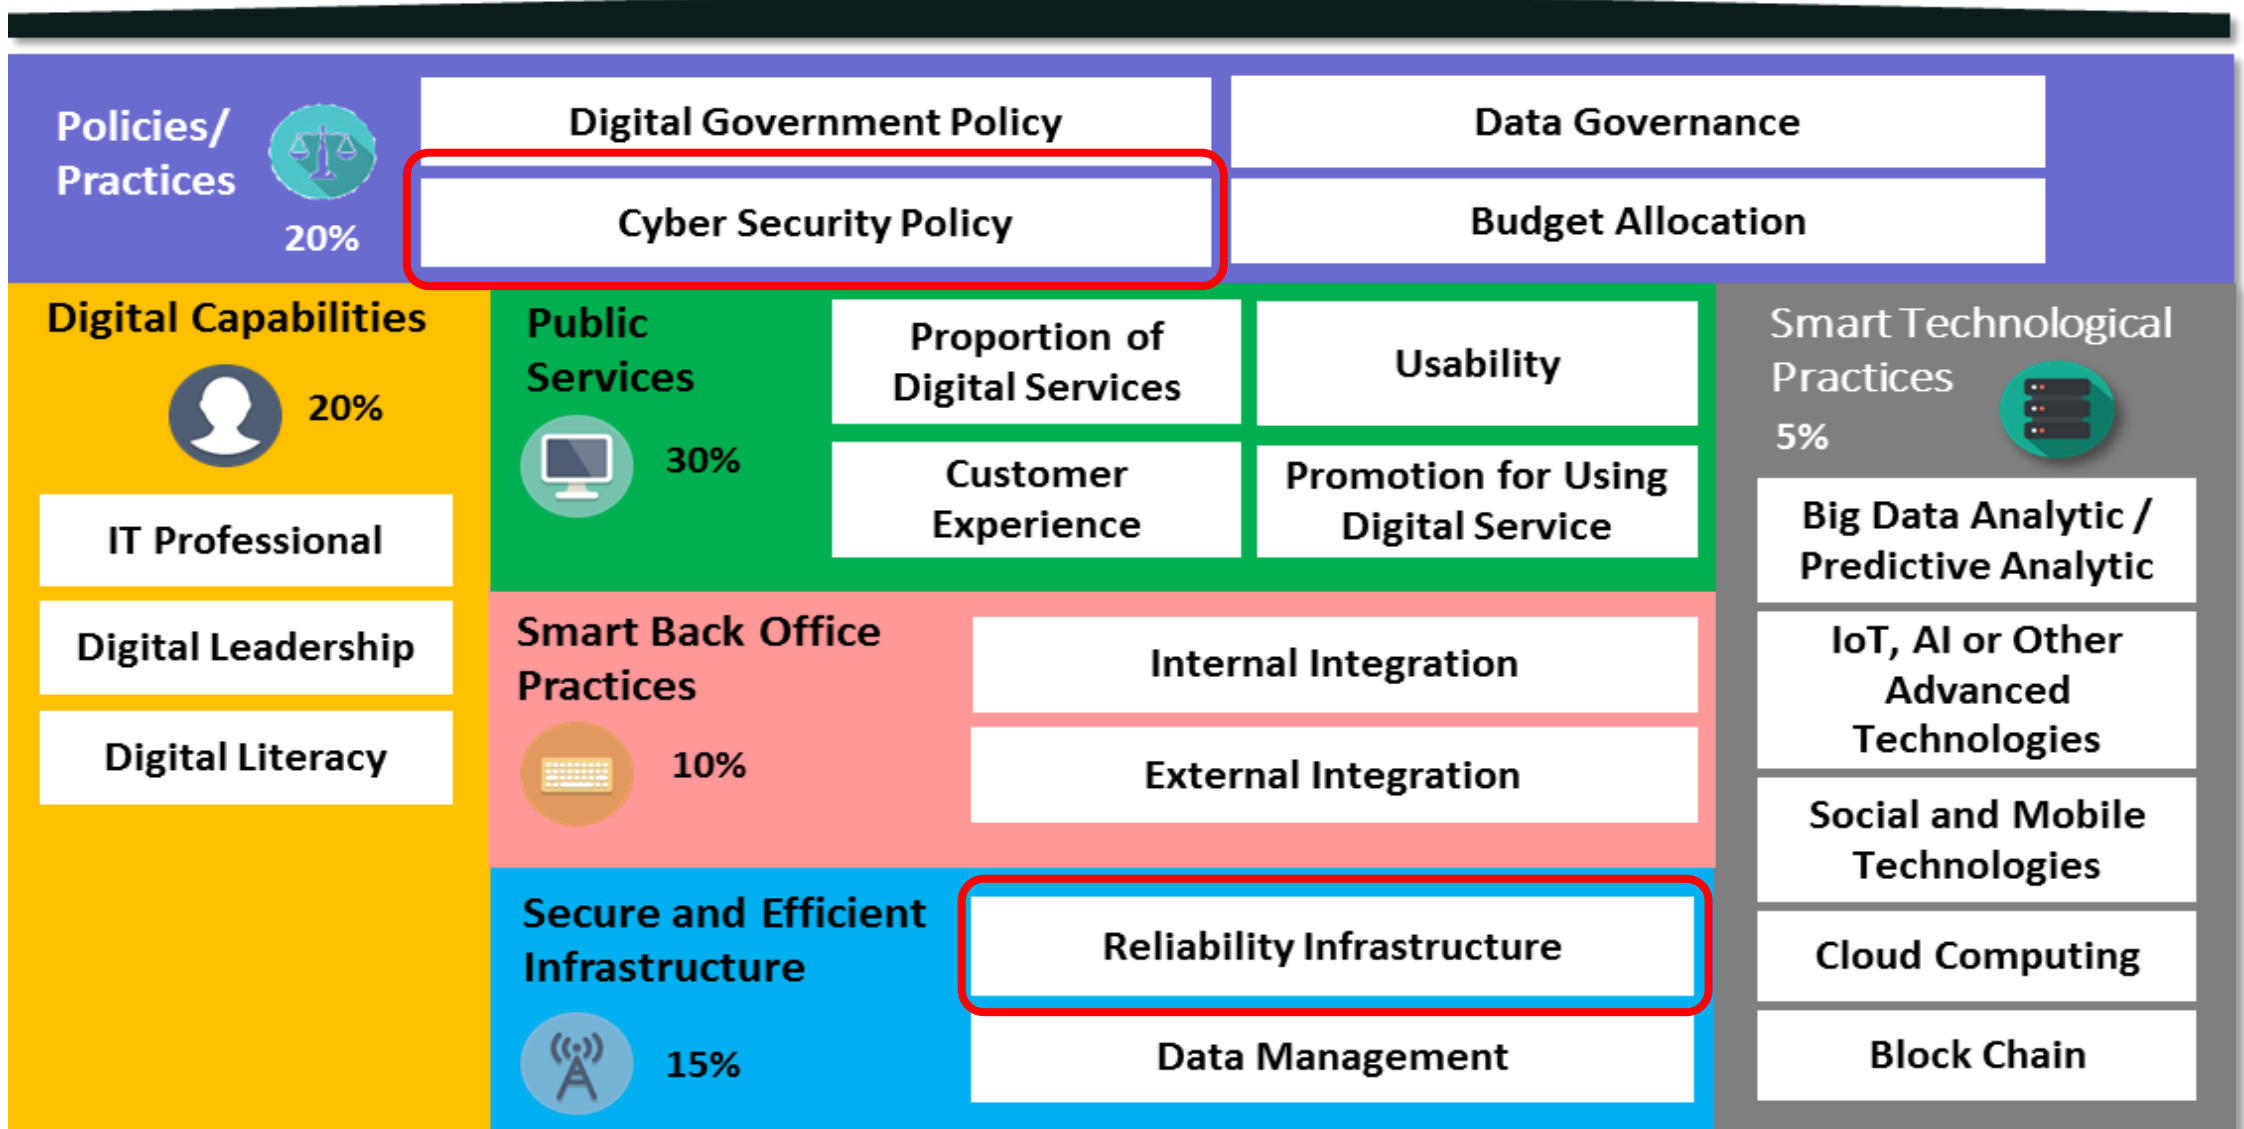 Policies/
Practices
20%
Digital Government Policy
Data Governance
Cyber Security Policy
Budget Allocation
Digital Capabilities
20%
IT Professional
Digital Leadership
Digital Literacy
Public
Services
30%
Proportion of
Digital Services
Usability
Customer
Experience
Promotion for Using
Digital Service
Smart Back Office
Practices
10%
Internal Integration
External Integration
Secure and Efficient
Infrastructure
15%
Reliability Infrastructure
Data Management
Smart Technological
Practices
5%
Big Data Analytic /
Predictive Analytic
IoT, AI or Other
Advanced
Technologies
Social and Mobile
Technologies
Cloud Computing
Block Chain